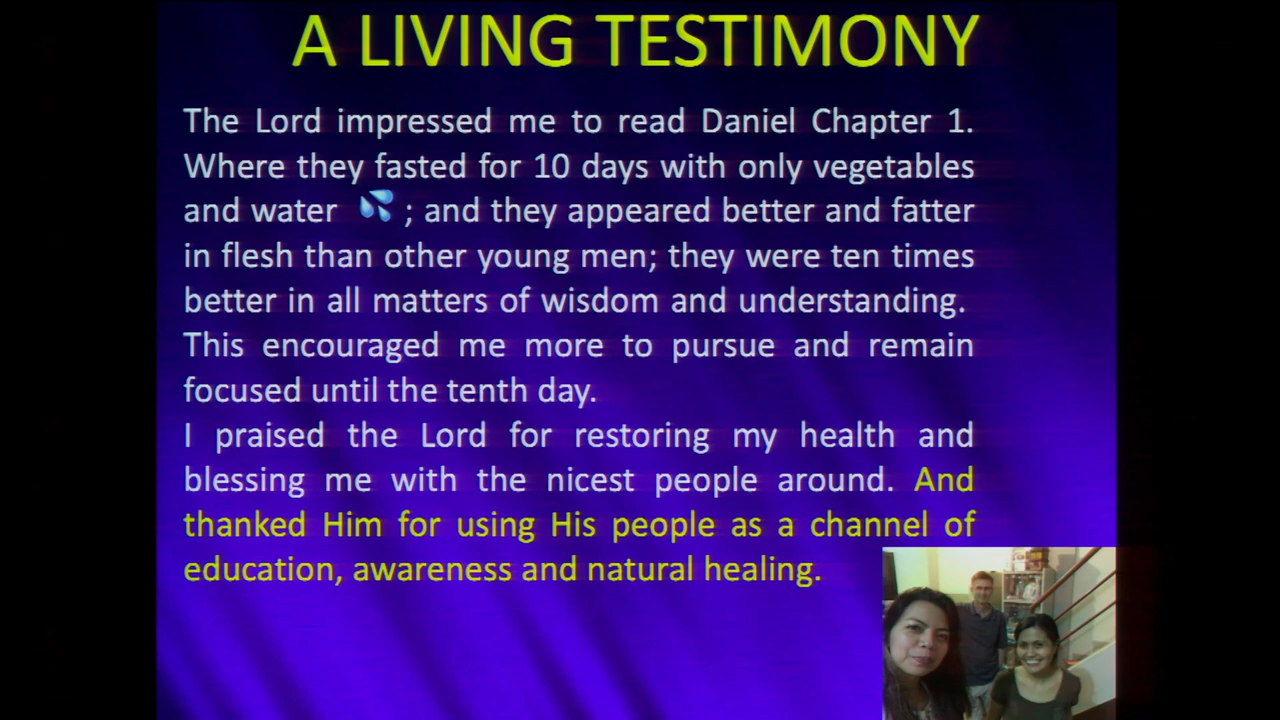 A LIVING TESTIMONY
The Lord impressed me to read Daniel Chapter 1.
Where they fasted for 10 days with only vegetables
and water 💦 ; and they appeared better and fatter
in flesh than other young men; they were ten times
better in all matters of wisdom and understanding.
This encouraged me more to pursue and remain
focused until the tenth day.
I praised the Lord for restoring my health and
blessing me with the nicest people around. And
thanked Him for using His people as a channel of
education, awareness and natural healing.